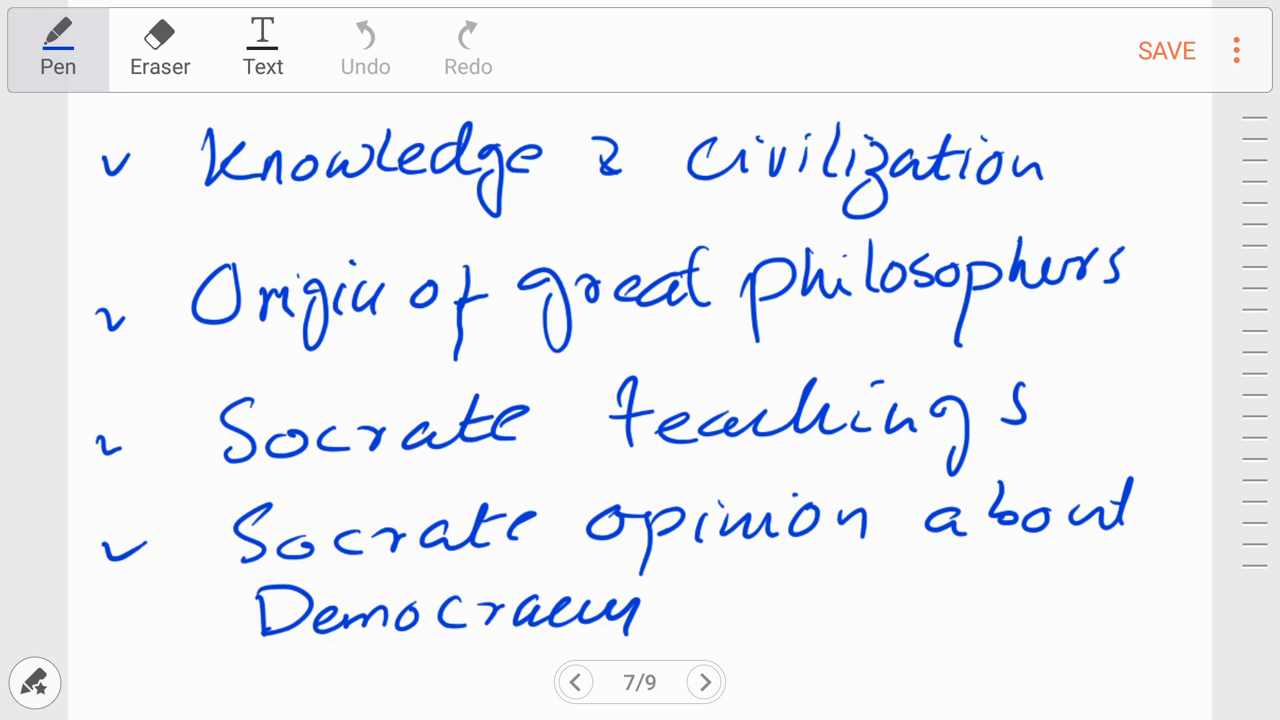 Pen Eraser Text Undo Redo SAVE
Knowledge & civilization
Origin of great philosophers
Socrate teachings
Socrate opinion about
Democracy
7/9